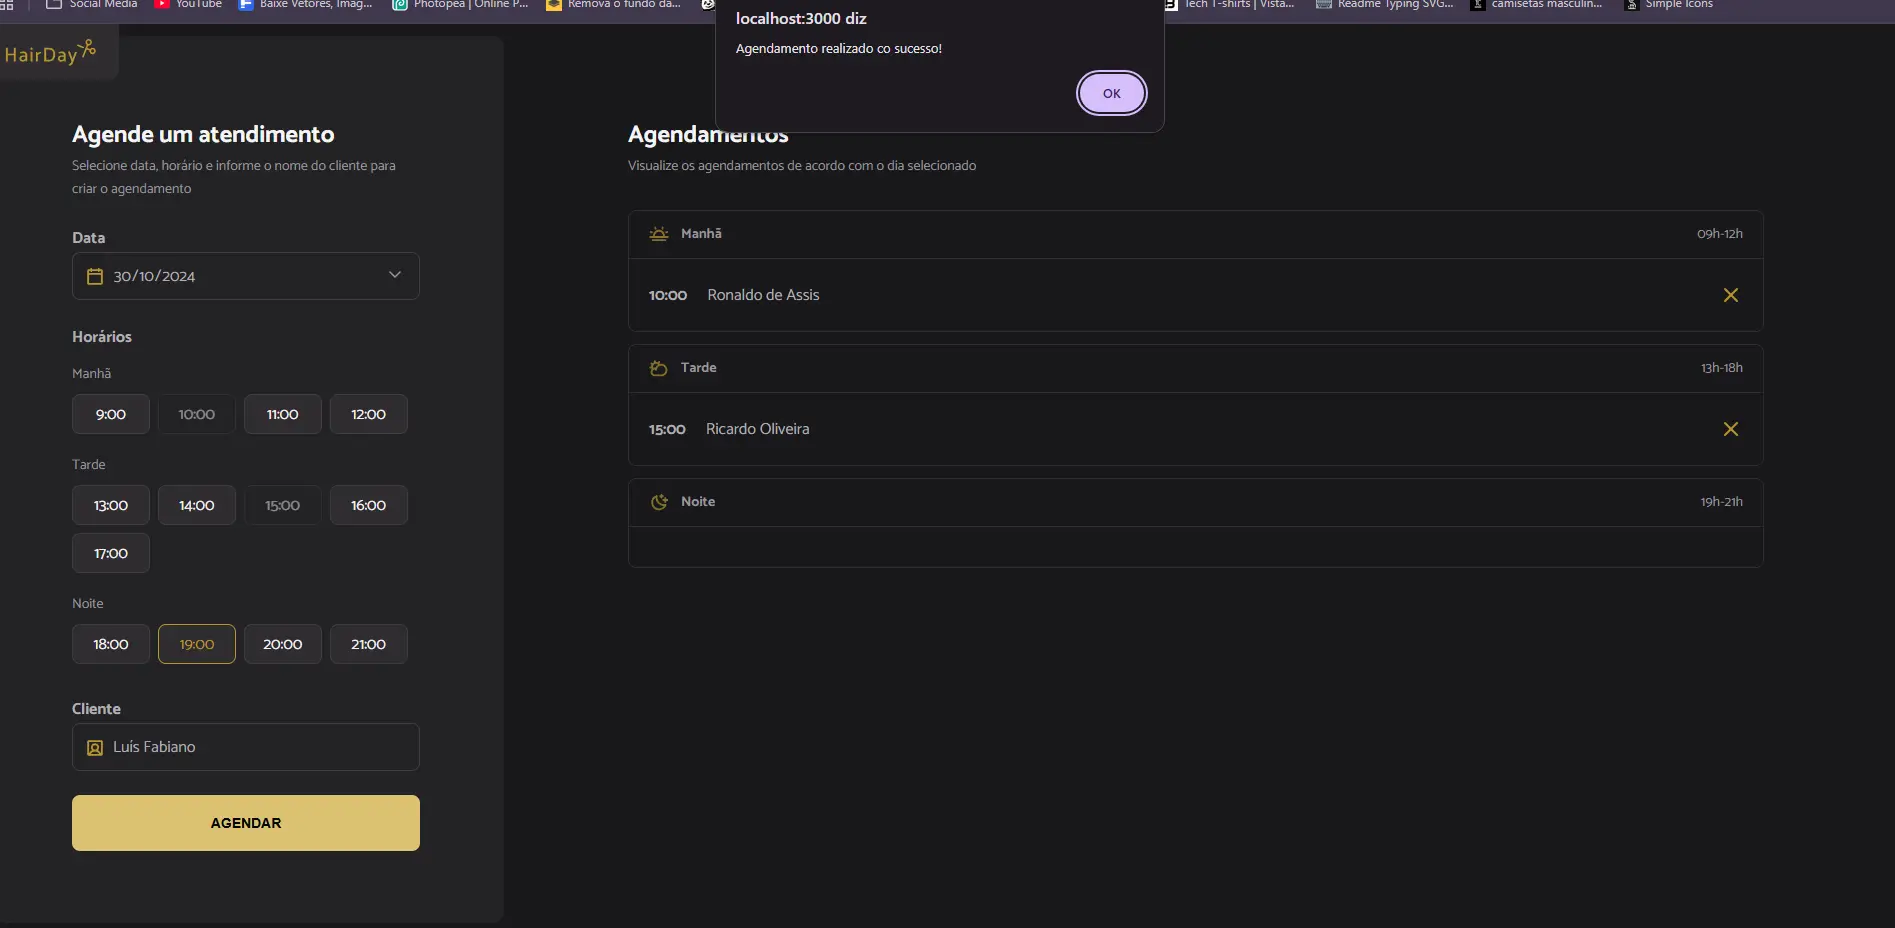 Social Media
YouTube
Baixe Vetores, Imag...
Photopea | Online P...
Remova o fundo da...
Tech T-shirts | Vista...
Readme Typing SVG...
camisetas masculin...
Simple Icons
localhost:3000 diz
Agendamento realizado co sucesso!
OK
HairDay
Agende um atendimento
Selecione data, horário e informe o nome do cliente para
criar o agendamento
Data
30/10/2024
Horários
Manhã
9:00 10:00 11:00 12:00
Tarde
13:00 14:00 15:00 16:00
17:00
Noite
18:00 19:00 20:00 21:00
Cliente
Luís Fabiano
AGENDAR
Agendamentos
Visualize os agendamentos de acordo com o dia selecionado
Manhã 09h-12h
10:00 Ronaldo de Assis
Tarde 13h-18h
15:00 Ricardo Oliveira
Noite 19h-21h